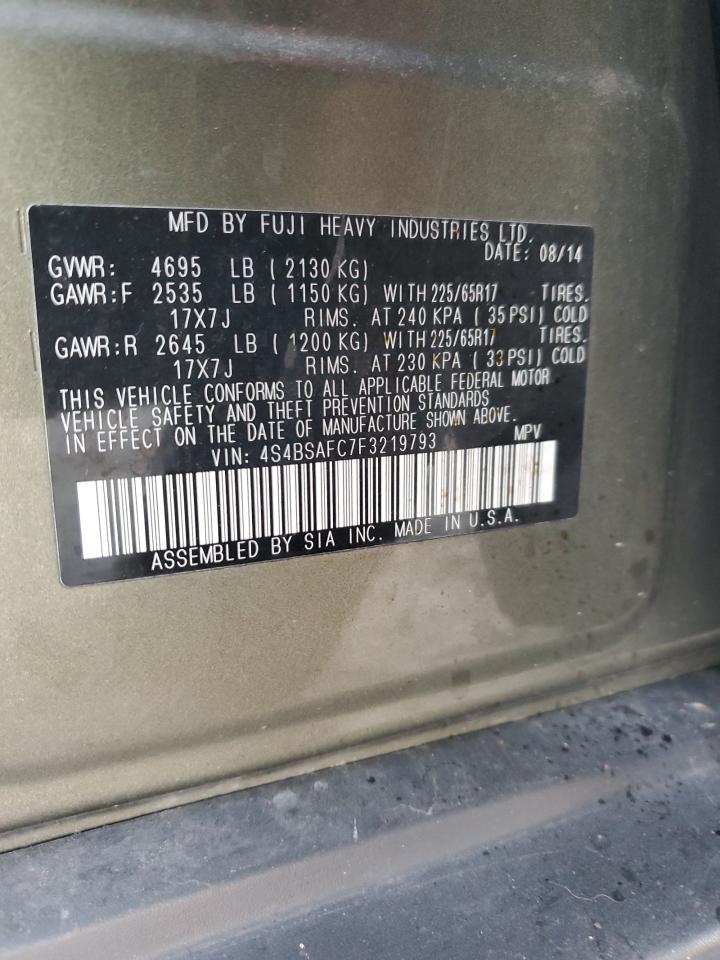 MFD BY FUJI HEAVY INDUSTRIES LTD.
DATE: 08/14
GVWR: 4695 LB ( 2130 KG)
GAWR:F 2535 LB ( 1150 KG) WITH 225/65R17 TIRES.
17X7J RIMS. AT 240 KPA ( 35 PSI) COLD
GAWR:R 2645 LB ( 1200 KG) WITH 225/65R17 TIRES.
17X7J RIMS. AT 230 KPA ( 33 PSI) COLD
THIS VEHICLE CONFORMS TO ALL APPLICABLE FEDERAL MOTOR
VEHICLE SAFETY AND THEFT PREVENTION STANDARDS
IN EFFECT ON THE DATE OF MANUFACTURE SHOWN ABOVE.
VIN: 4S4BSAFC7F3219793 MPV
ASSEMBLED BY SIA INC. MADE IN U.S.A.